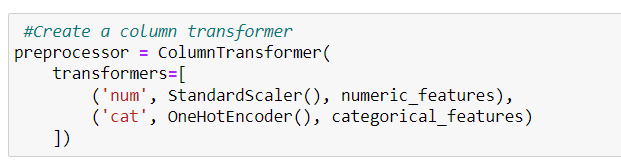 #Create a column transformer
preprocessor = ColumnTransformer(
    transformers=[
        ('num', StandardScaler(), numeric_features),
        ('cat', OneHotEncoder(), categorical_features)
    ])